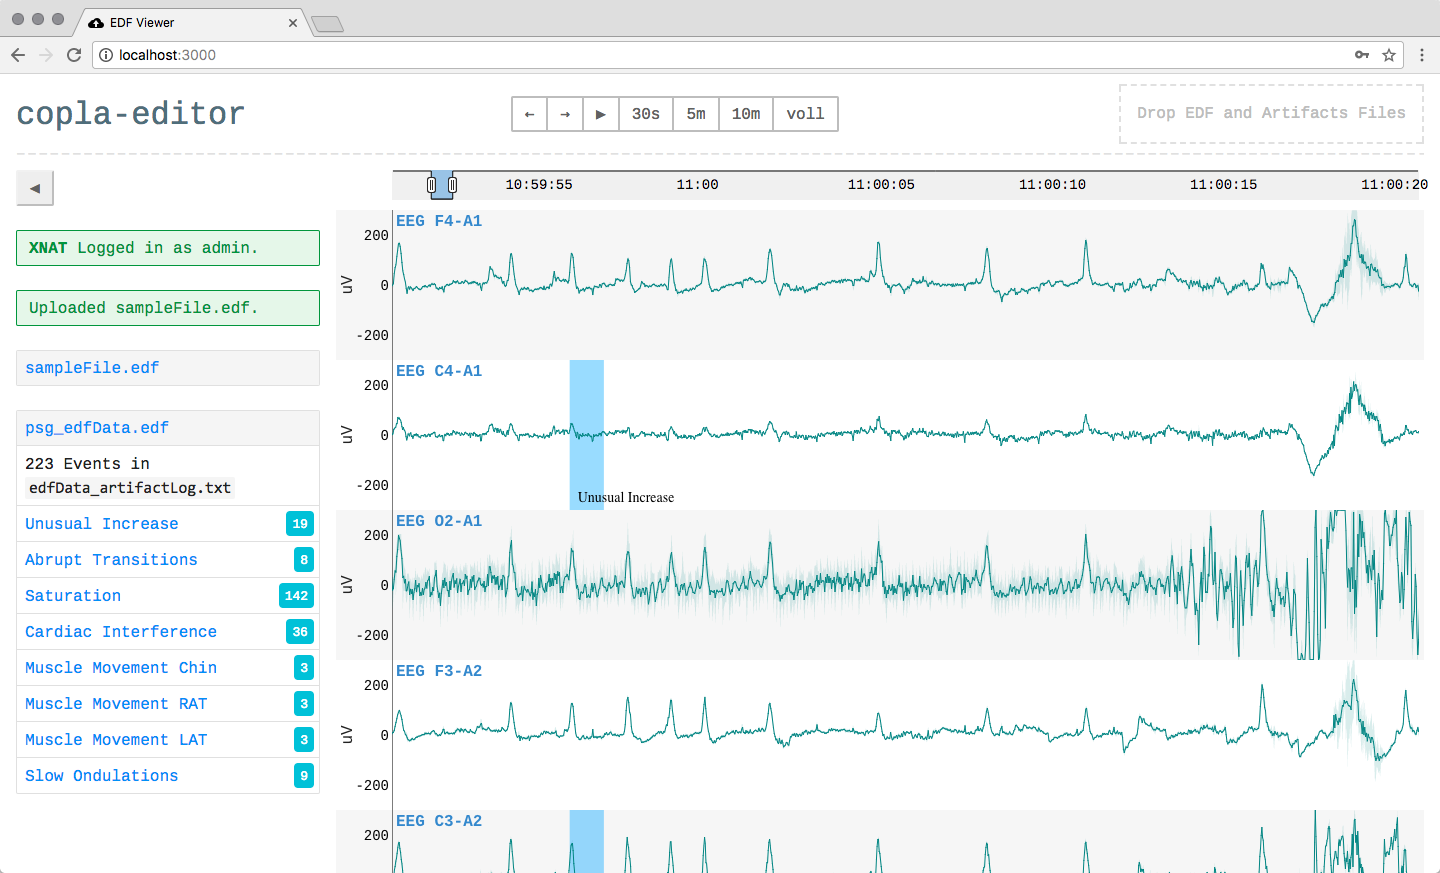 EDF Viewer
localhost:3000
copla-editor
← → ▶ 30s 5m 10m voll
Drop EDF and Artifacts Files
◀
XNAT Logged in as admin.
Uploaded sampleFile.edf.
sampleFile.edf
psg_edfData.edf
223 Events in
edfData_artifactLog.txt
Unusual Increase 19
Abrupt Transitions 8
Saturation 142
Cardiac Interference 36
Muscle Movement Chin 3
Muscle Movement RAT 3
Muscle Movement LAT 3
Slow Ondulations 9
10:59:55 11:00 11:00:05 11:00:10 11:00:15 11:00:20
EEG F4-A1
200
uV 0
-200
EEG C4-A1
200
uV 0
-200
Unusual Increase
EEG O2-A1
200
uV 0
-200
EEG F3-A2
200
uV 0
-200
EEG C3-A2
200